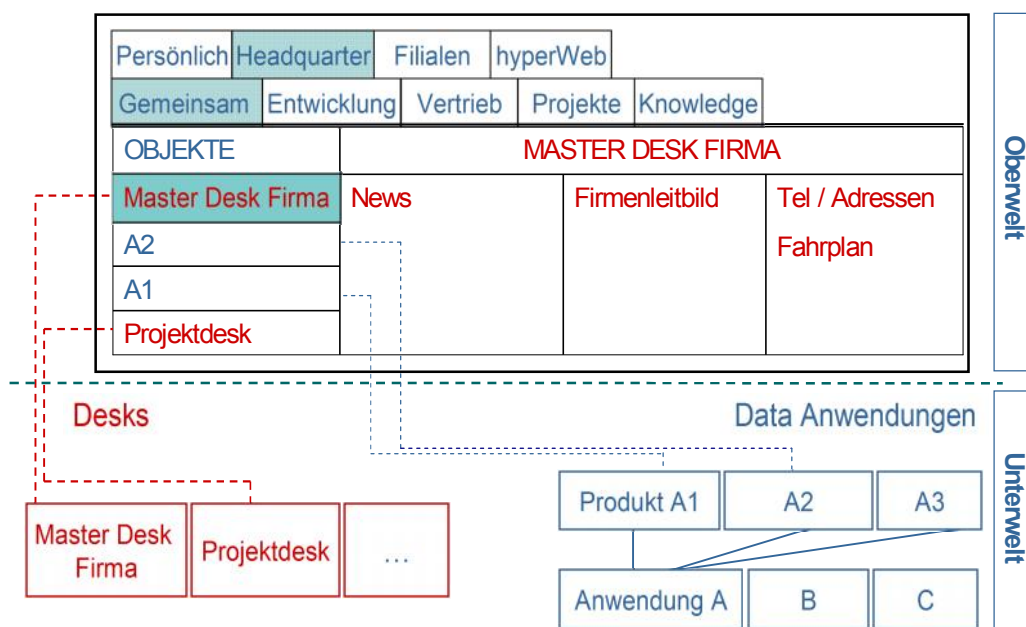 Persönlich Headquarter Filialen hyperWeb
Gemeinsam Entwicklung Vertrieb Projekte Knowledge
OBJEKTE MASTER DESK FIRMA
Master Desk Firma News Firmenleitbild Tel / Adressen
A2 Fahrplan
A1
Projektdesk
Oberwelt
Desks Data Anwendungen
Unterwelt
Produkt A1 A2 A3
Master Desk
Firma
Projektdesk
...
Anwendung A B C